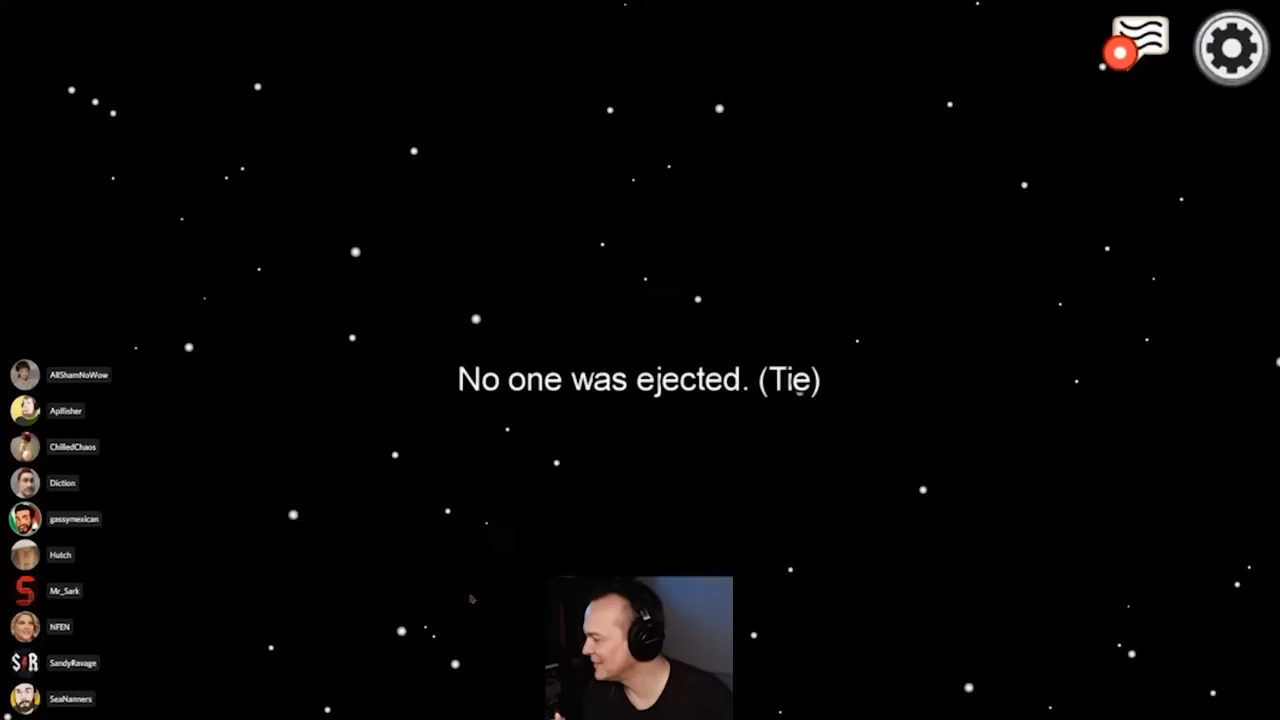 No one was ejected. (Tie)
AllShamNoWow
Aplfisher
ChilledChaos
Diction
gassymexican
Hutch
Mr_Sark
NFEN
S R
SandyRavage
SeaNanners